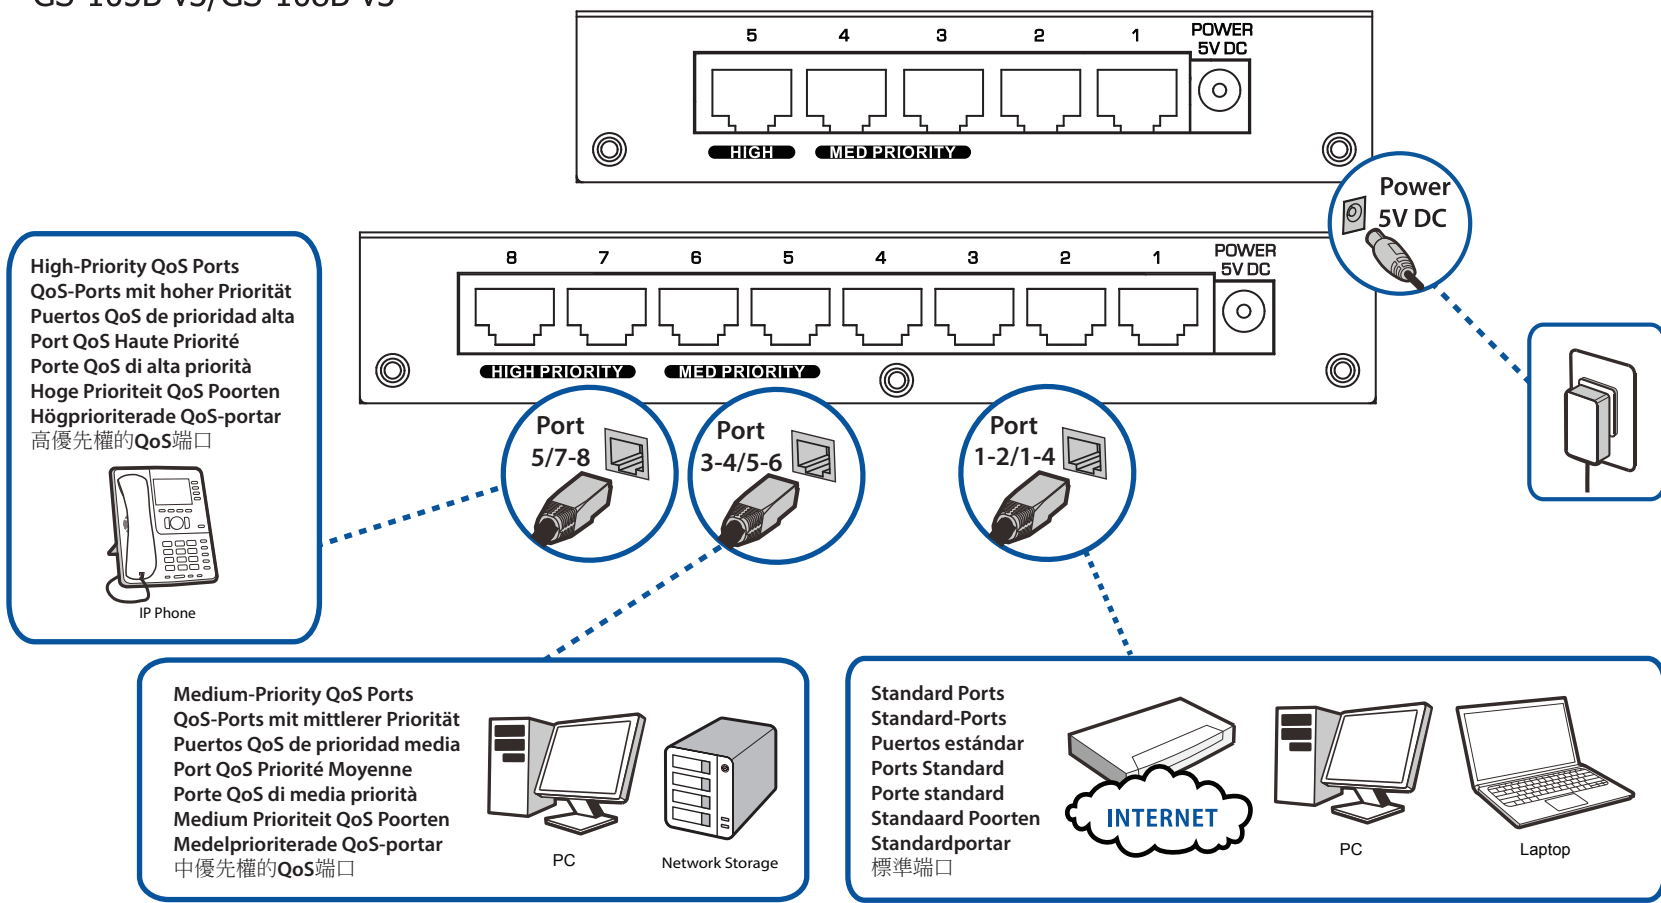 GS-105B v3/GS-108B v3
5 4 3 2 1 POWER
5V DC
HIGH MED PRIORITY
Power
5V DC
8 7 6 5 4 3 2 1 POWER
5V DC
HIGH PRIORITY MED PRIORITY
Port
5/7-8
Port
3-4/5-6
Port
1-2/1-4
High-Priority QoS Ports
QoS-Ports mit hoher Priorität
Puertos QoS de prioridad alta
Port QoS Haute Priorité
Porte QoS di alta priorità
Hoge Prioriteit QoS Poorten
Högprioriterade QoS-portar
高優先權的QoS端口
IP Phone
Medium-Priority QoS Ports
QoS-Ports mit mittlerer Priorität
Puertos QoS de prioridad media
Port QoS Priorité Moyenne
Porte QoS di media priorità
Medium Prioriteit QoS Poorten
Medelprioriterade QoS-portar
中優先權的QoS端口
PC
Network Storage
Standard Ports
Standard-Ports
Puertos estándar
Ports Standard
Porte standard
Standaard Poorten
Standardportar
標準端口
INTERNET
PC
Laptop